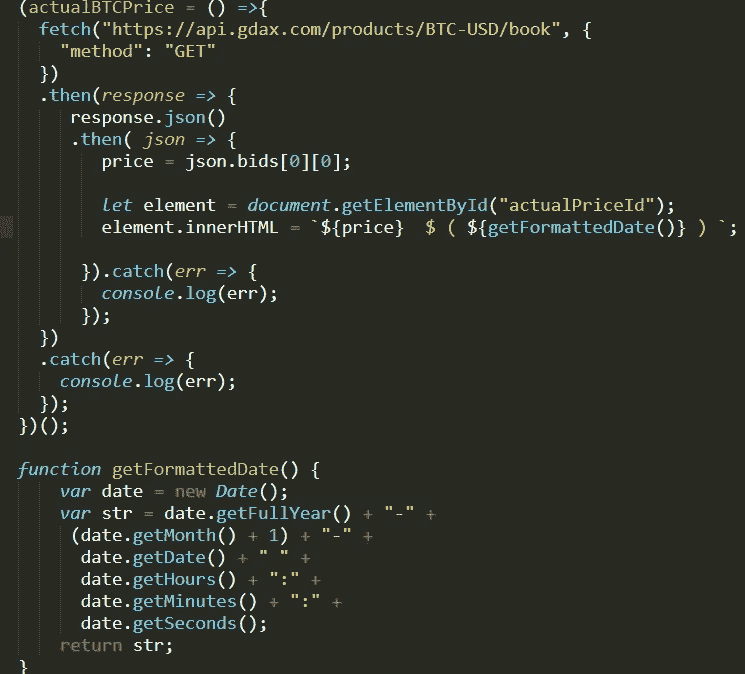 (actualBTCPrice = () =>{
  fetch("https://api.gdax.com/products/BTC-USD/book", {
    "method": "GET"
  })
  .then(response => {
     response.json()
     .then( json => {
        price = json.bids[0][0];
        let element = document.getElementById("actualPriceId");
        element.innerHTML = `${price}  $ ( ${getFormattedDate()} ) `;
      }).catch(err => {
        console.log(err);
      });
  })
  .catch(err => {
    console.log(err);
  });
})();
function getFormattedDate() {
    var date = new Date();
    var str = date.getFullYear() + "-" +
     (date.getMonth() + 1) + "-" +
      date.getDate() + " " +
      date.getHours() + ":" +
      date.getMinutes() + ":" +
      date.getSeconds();
    return str;
}